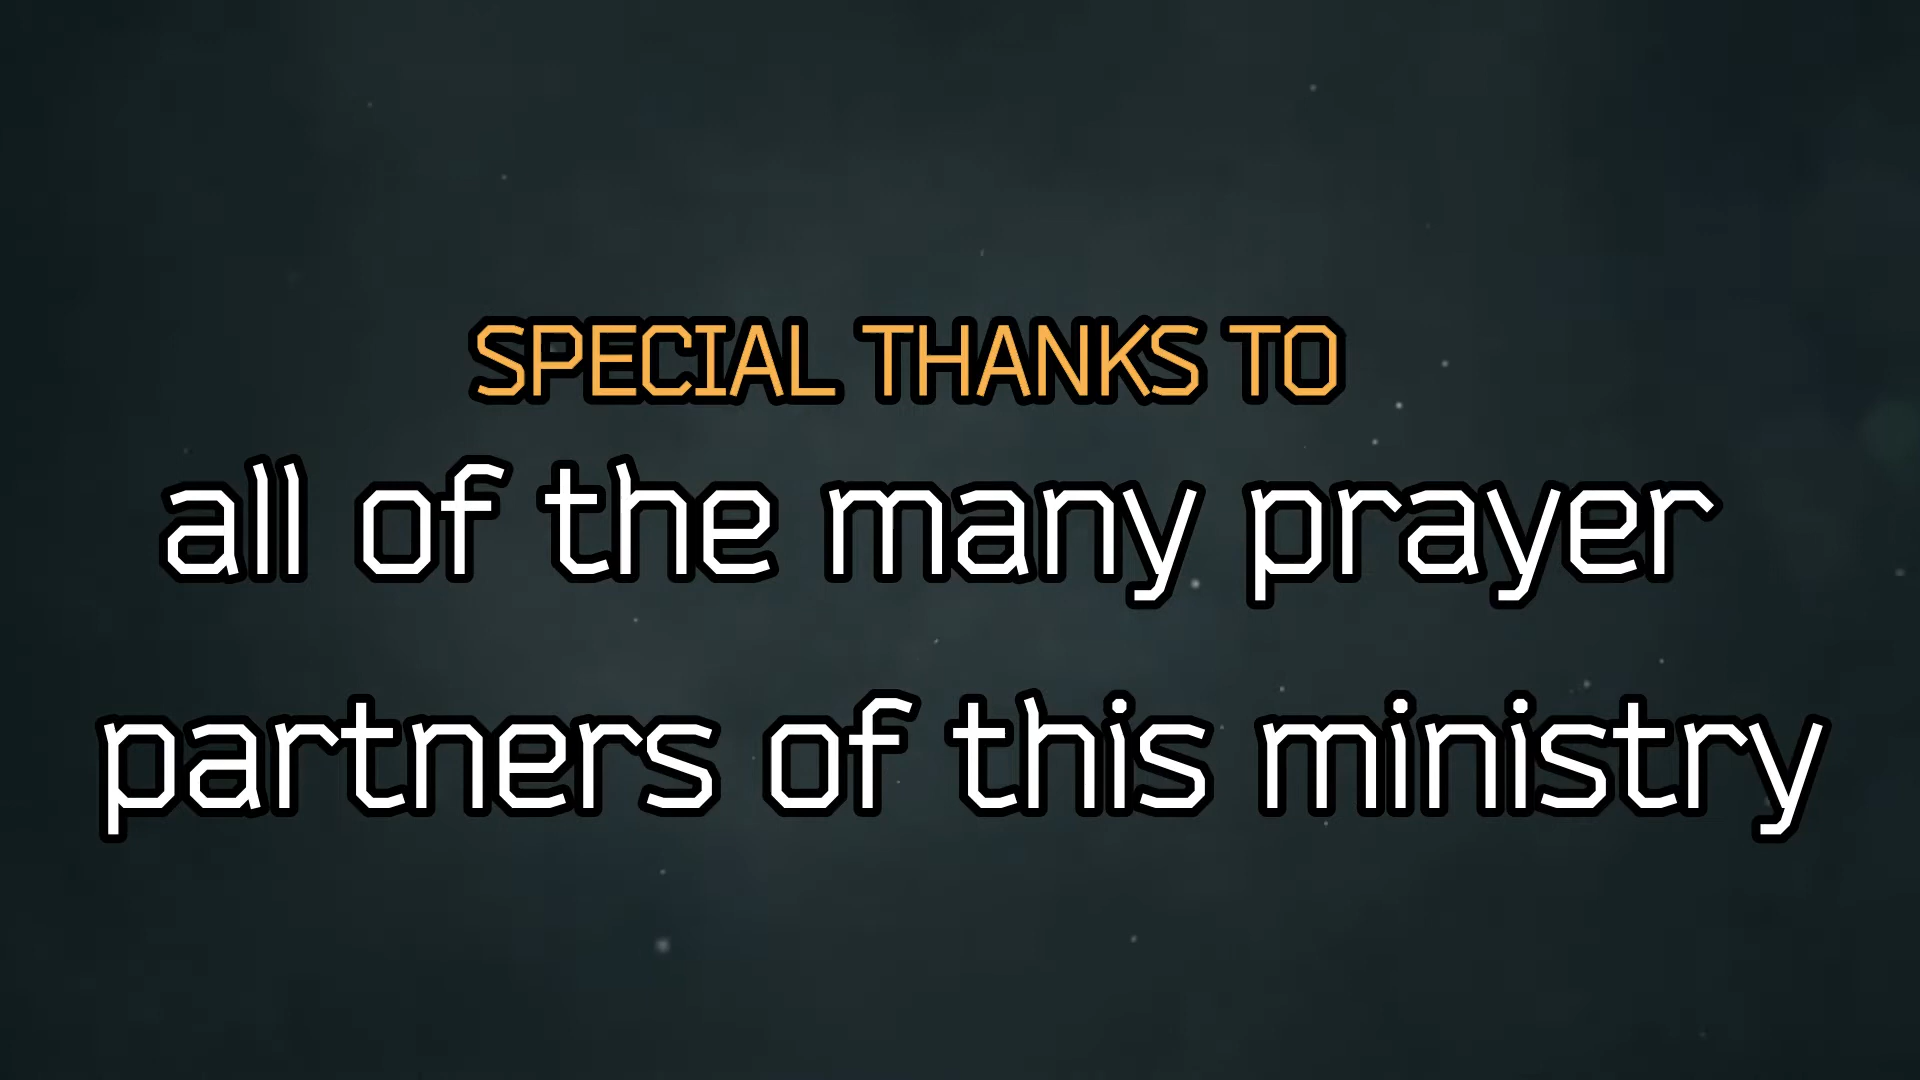 SPECIAL THANKS TO
all of the many prayer
partners of this ministry